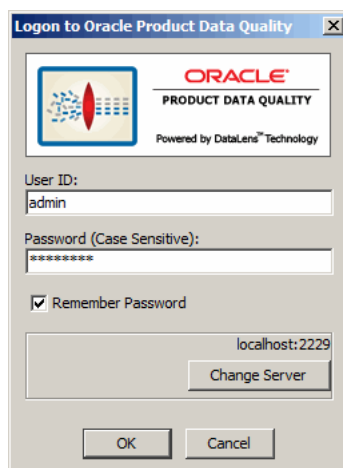 Logon to Oracle Product Data Quality
ORACLE
PRODUCT DATA QUALITY
Powered by DataLens™ Technology
User ID:
admin
Password (Case Sensitive):
********
Remember Password
localhost:2229
Change Server
OK
Cancel